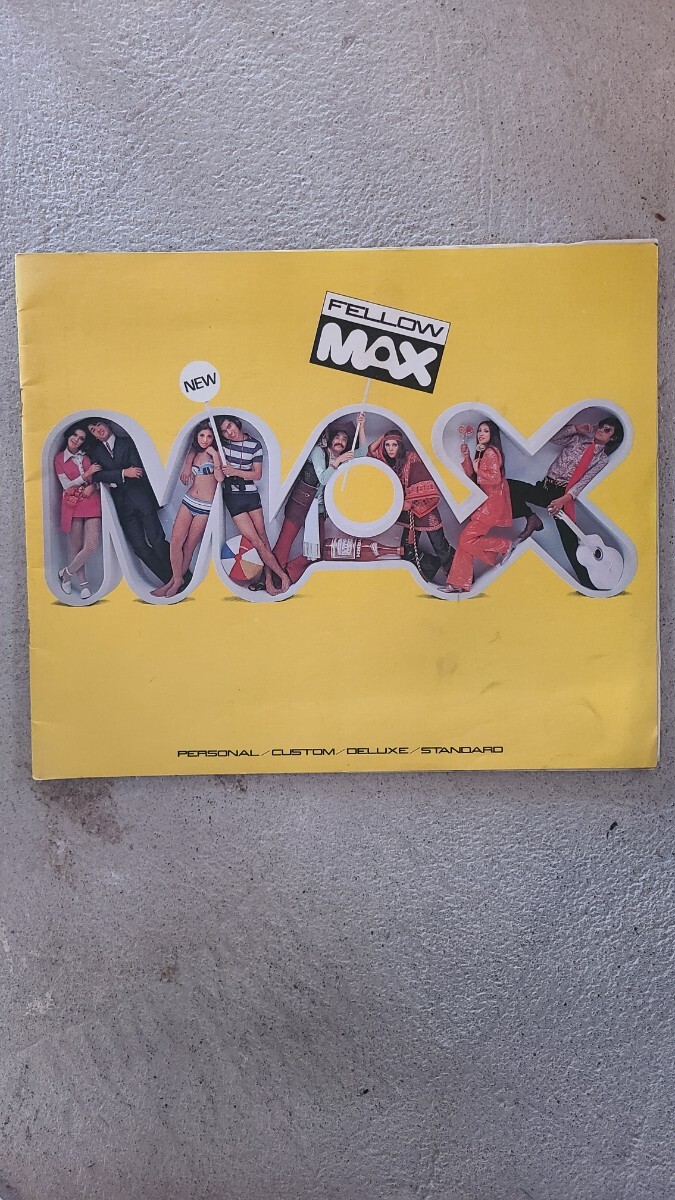 FELLOW
MAX
NEW
MAX
PERSONAL/CUSTOM/DELUXE/STANDARD